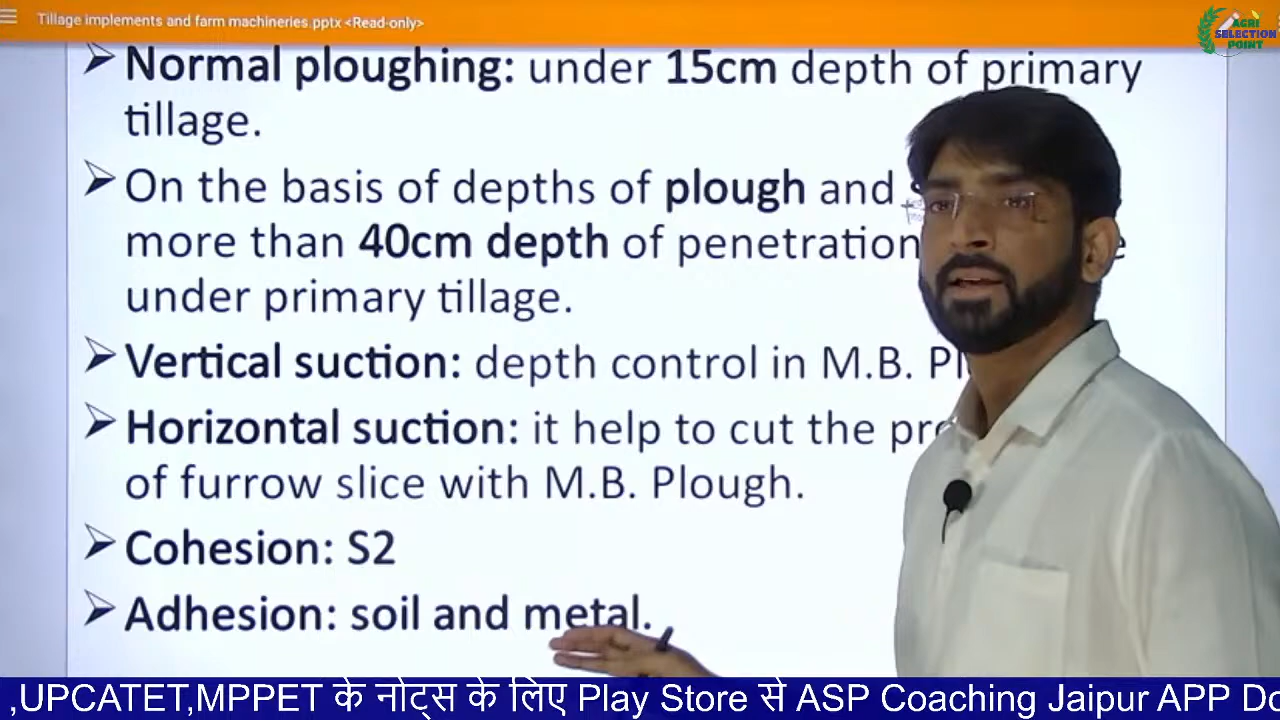 Tillage implements and farm machineries.pptx <Read-only>
AGRI
SELECTION
POINT
Normal ploughing: under 15cm depth of primary
tillage.
On the basis of depths of plough and
more than 40cm depth of penetration
under primary tillage.
Vertical suction: depth control in M.B.
Horizontal suction: it help to cut the
of furrow slice with M.B. Plough.
Cohesion: S2
Adhesion: soil and metal.
,UPCATET,MPPET के नोट्स के लिए Play Store से ASP Coaching Jaipur APP